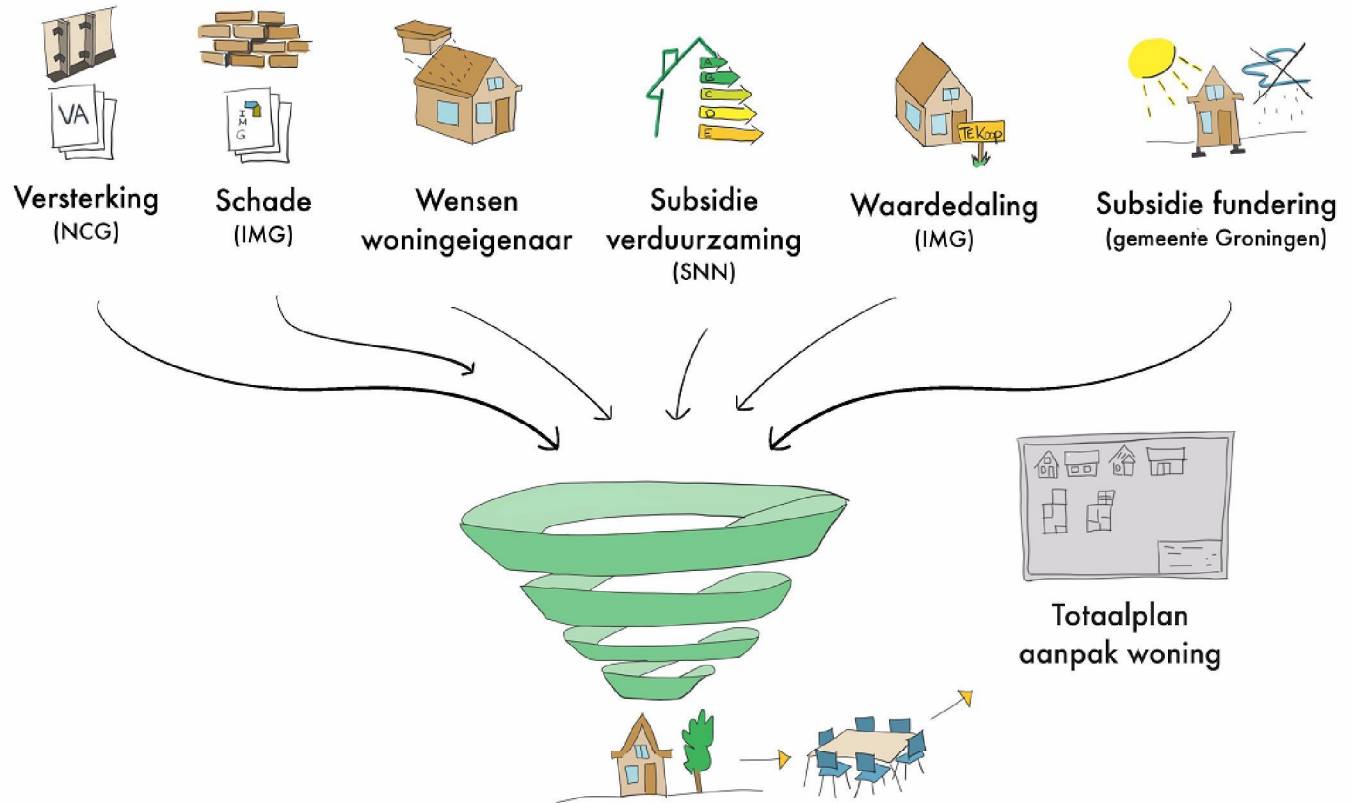 VA
I
M
G
A
B
C
D
E
TE Koop
Versterking
(NCG)
Schade
(IMG)
Wensen
woningeigenaar
Subsidie
verduurzaming
(SNN)
Waardedaling
(IMG)
Subsidie fundering
(gemeente Groningen)
Totaalplan
aanpak woning